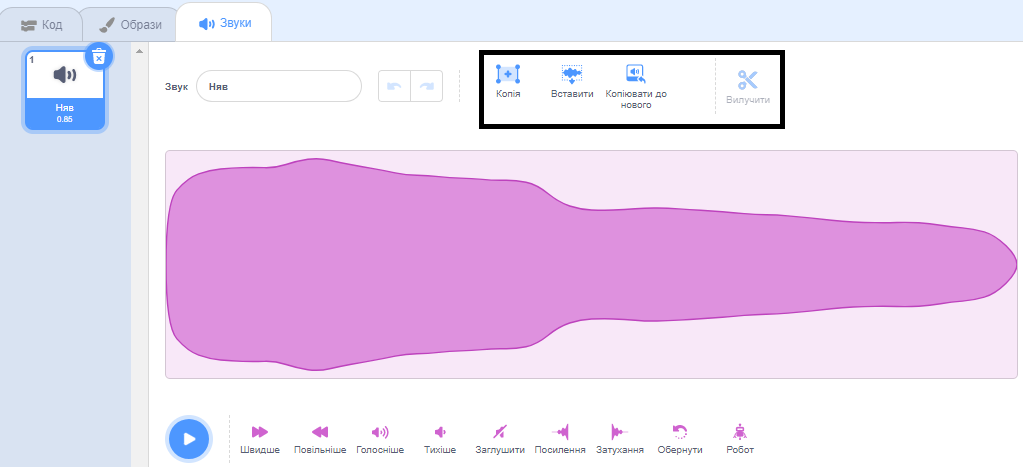 Код
Образи
Звуки
1
Няв
0.85
Звук
Няв
Копія
Вставити
Копіювати до
нового
Вилучити
Швидше
Повільніше
Голосніше
Тихіше
Заглушити
Посилення
Затухання
Обернути
Робот